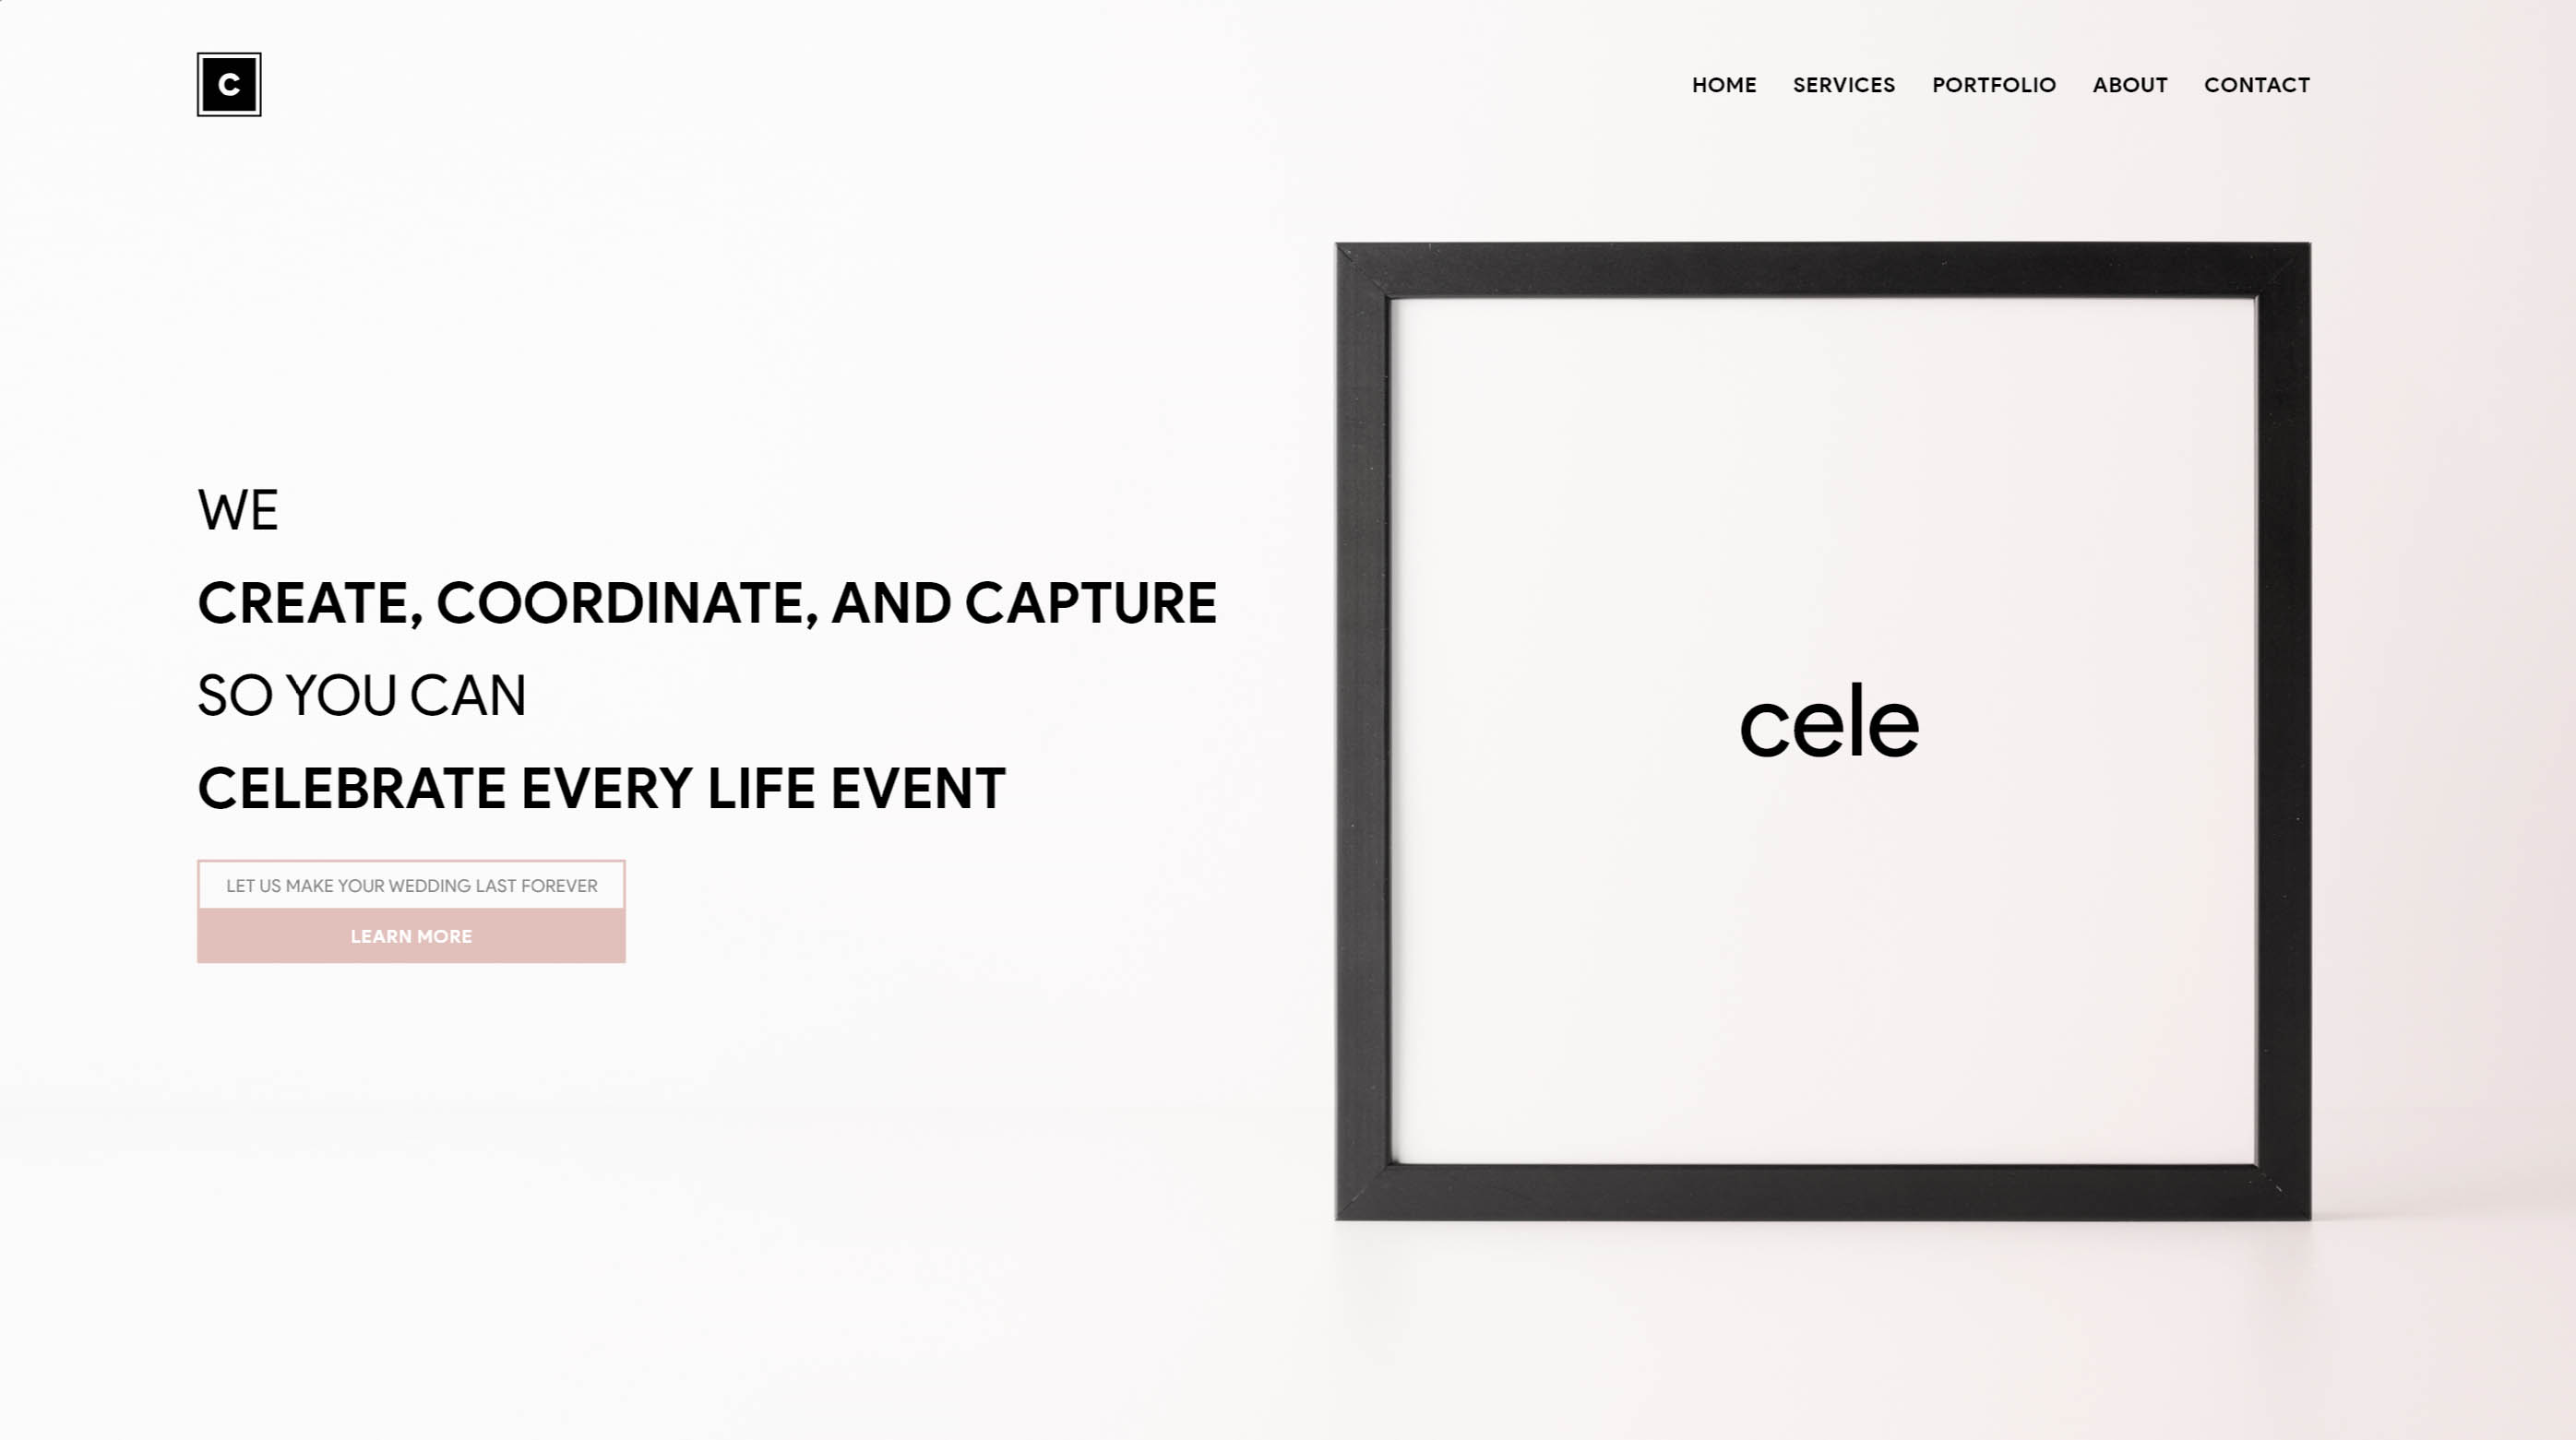 C
HOME SERVICES PORTFOLIO ABOUT CONTACT
WE
CREATE, COORDINATE, AND CAPTURE
SO YOU CAN
CELEBRATE EVERY LIFE EVENT
cele
LET US MAKE YOUR WEDDING LAST FOREVER
LEARN MORE